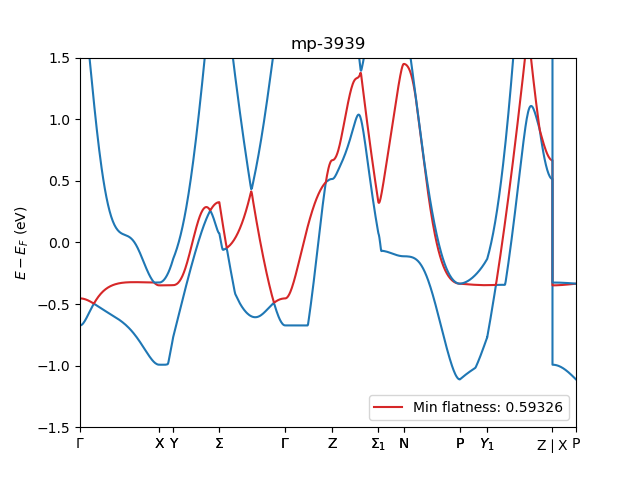 mp-3939
E − E_F (eV)
1.5
1.0
0.5
0.0
−0.5
−1.0
−1.5
Min flatness: 0.59326
Γ X Y Σ Γ Z Σ₁ N P Y₁ Z | X P